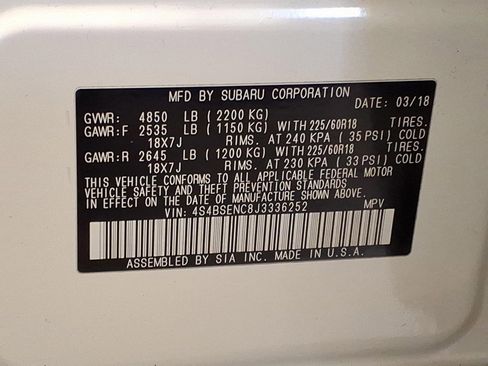 MFD BY SUBARU CORPORATION
DATE: 03/18
GVWR: 4850 LB (2200 KG)
GAWR:F 2535 LB (1150 KG) WITH 225/60R18 TIRES.
18X7J RIMS. AT 240 KPA (35 PSI) COLD
GAWR:R 2645 LB (1200 KG) WITH 225/60R18 TIRES.
18X7J RIMS. AT 230 KPA (33 PSI) COLD
THIS VEHICLE CONFORMS TO ALL APPLICABLE FEDERAL MOTOR
VEHICLE SAFETY AND THEFT PREVENTION STANDARDS
IN EFFECT ON THE DATE OF MANUFACTURE SHOWN ABOVE.
VIN: 4S4BSENC8J3336252 MPV
ASSEMBLED BY SIA INC. MADE IN U.S.A.